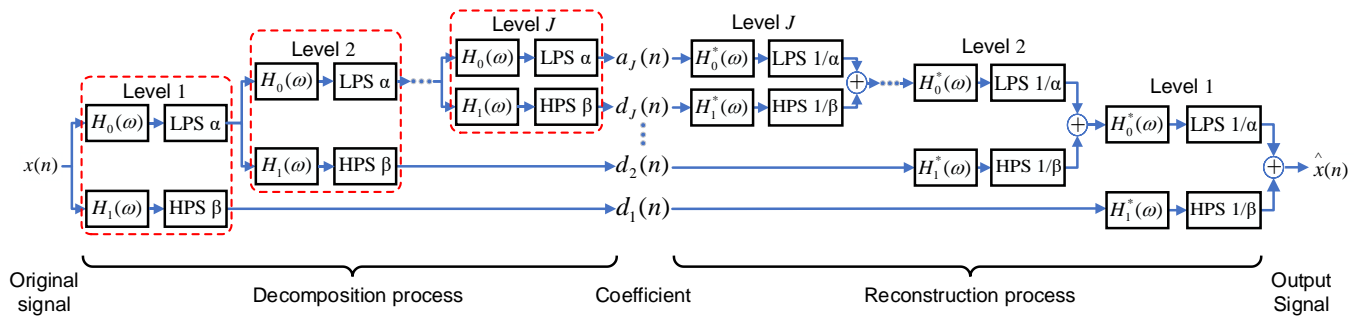 Level 1
Level 2
Level J
Level J
Level 2
Level 1
H₀(ω) LPS α a_J(n) H₀*(ω) LPS 1/α
H₀(ω) LPS α H₀*(ω) LPS 1/α
H₁(ω) HPS β d_J(n) H₁*(ω) HPS 1/β +
H₀(ω) LPS α + H₀*(ω) LPS 1/α
x(n) H₁(ω) HPS β d₂(n) H₁*(ω) HPS 1/β + x̂(n)
H₁(ω) HPS β d₁(n) H₁*(ω) HPS 1/β
Original
signal
Decomposition process
Coefficient
Reconstruction process
Output
Signal